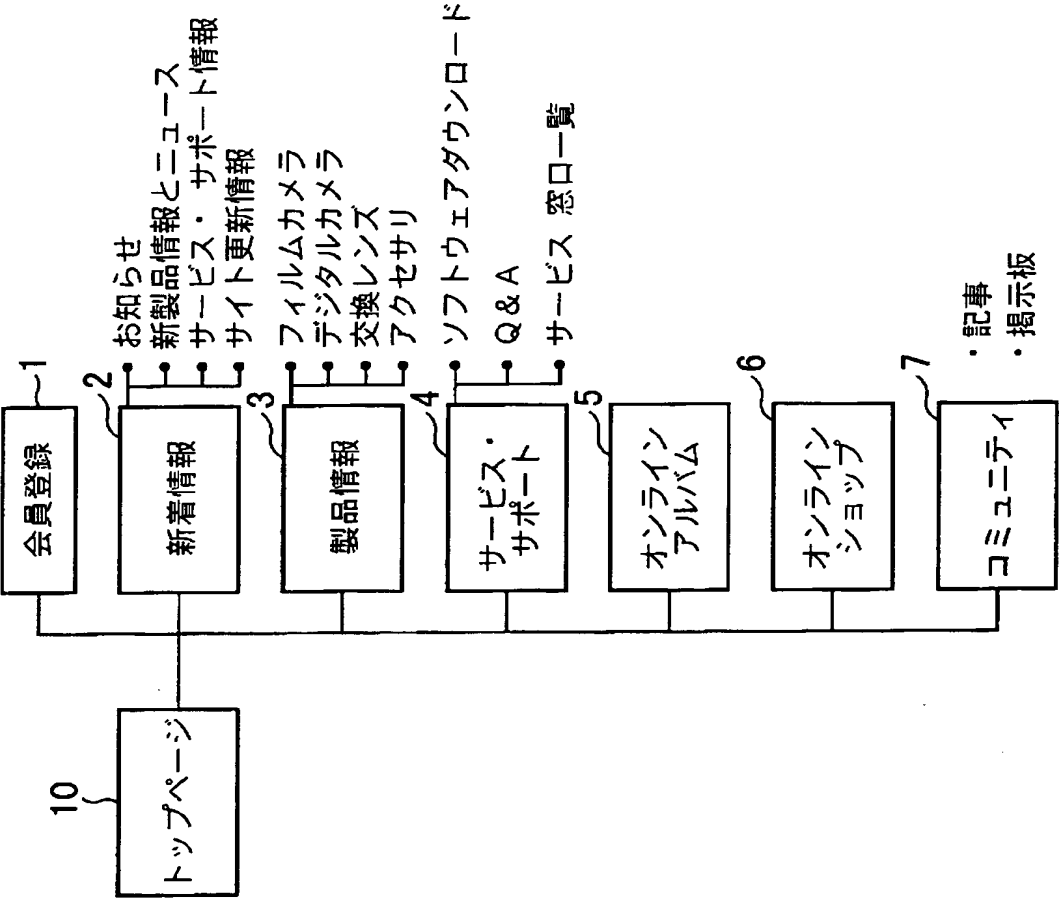 10
トップページ
1
会員登録
2
新着情報
お知らせ
新製品情報とニュース
サービス・サポート情報
サイト更新情報
3
製品情報
フィルムカメラ
デジタルカメラ
交換レンズ
アクセサリ
4
サービス・
サポート
ソフトウェアダウンロード
Q&A
サービス 窓口一覧
5
オンライン
アルバム
6
オンライン
ショップ
7
コミュニティ
・記事
・掲示板